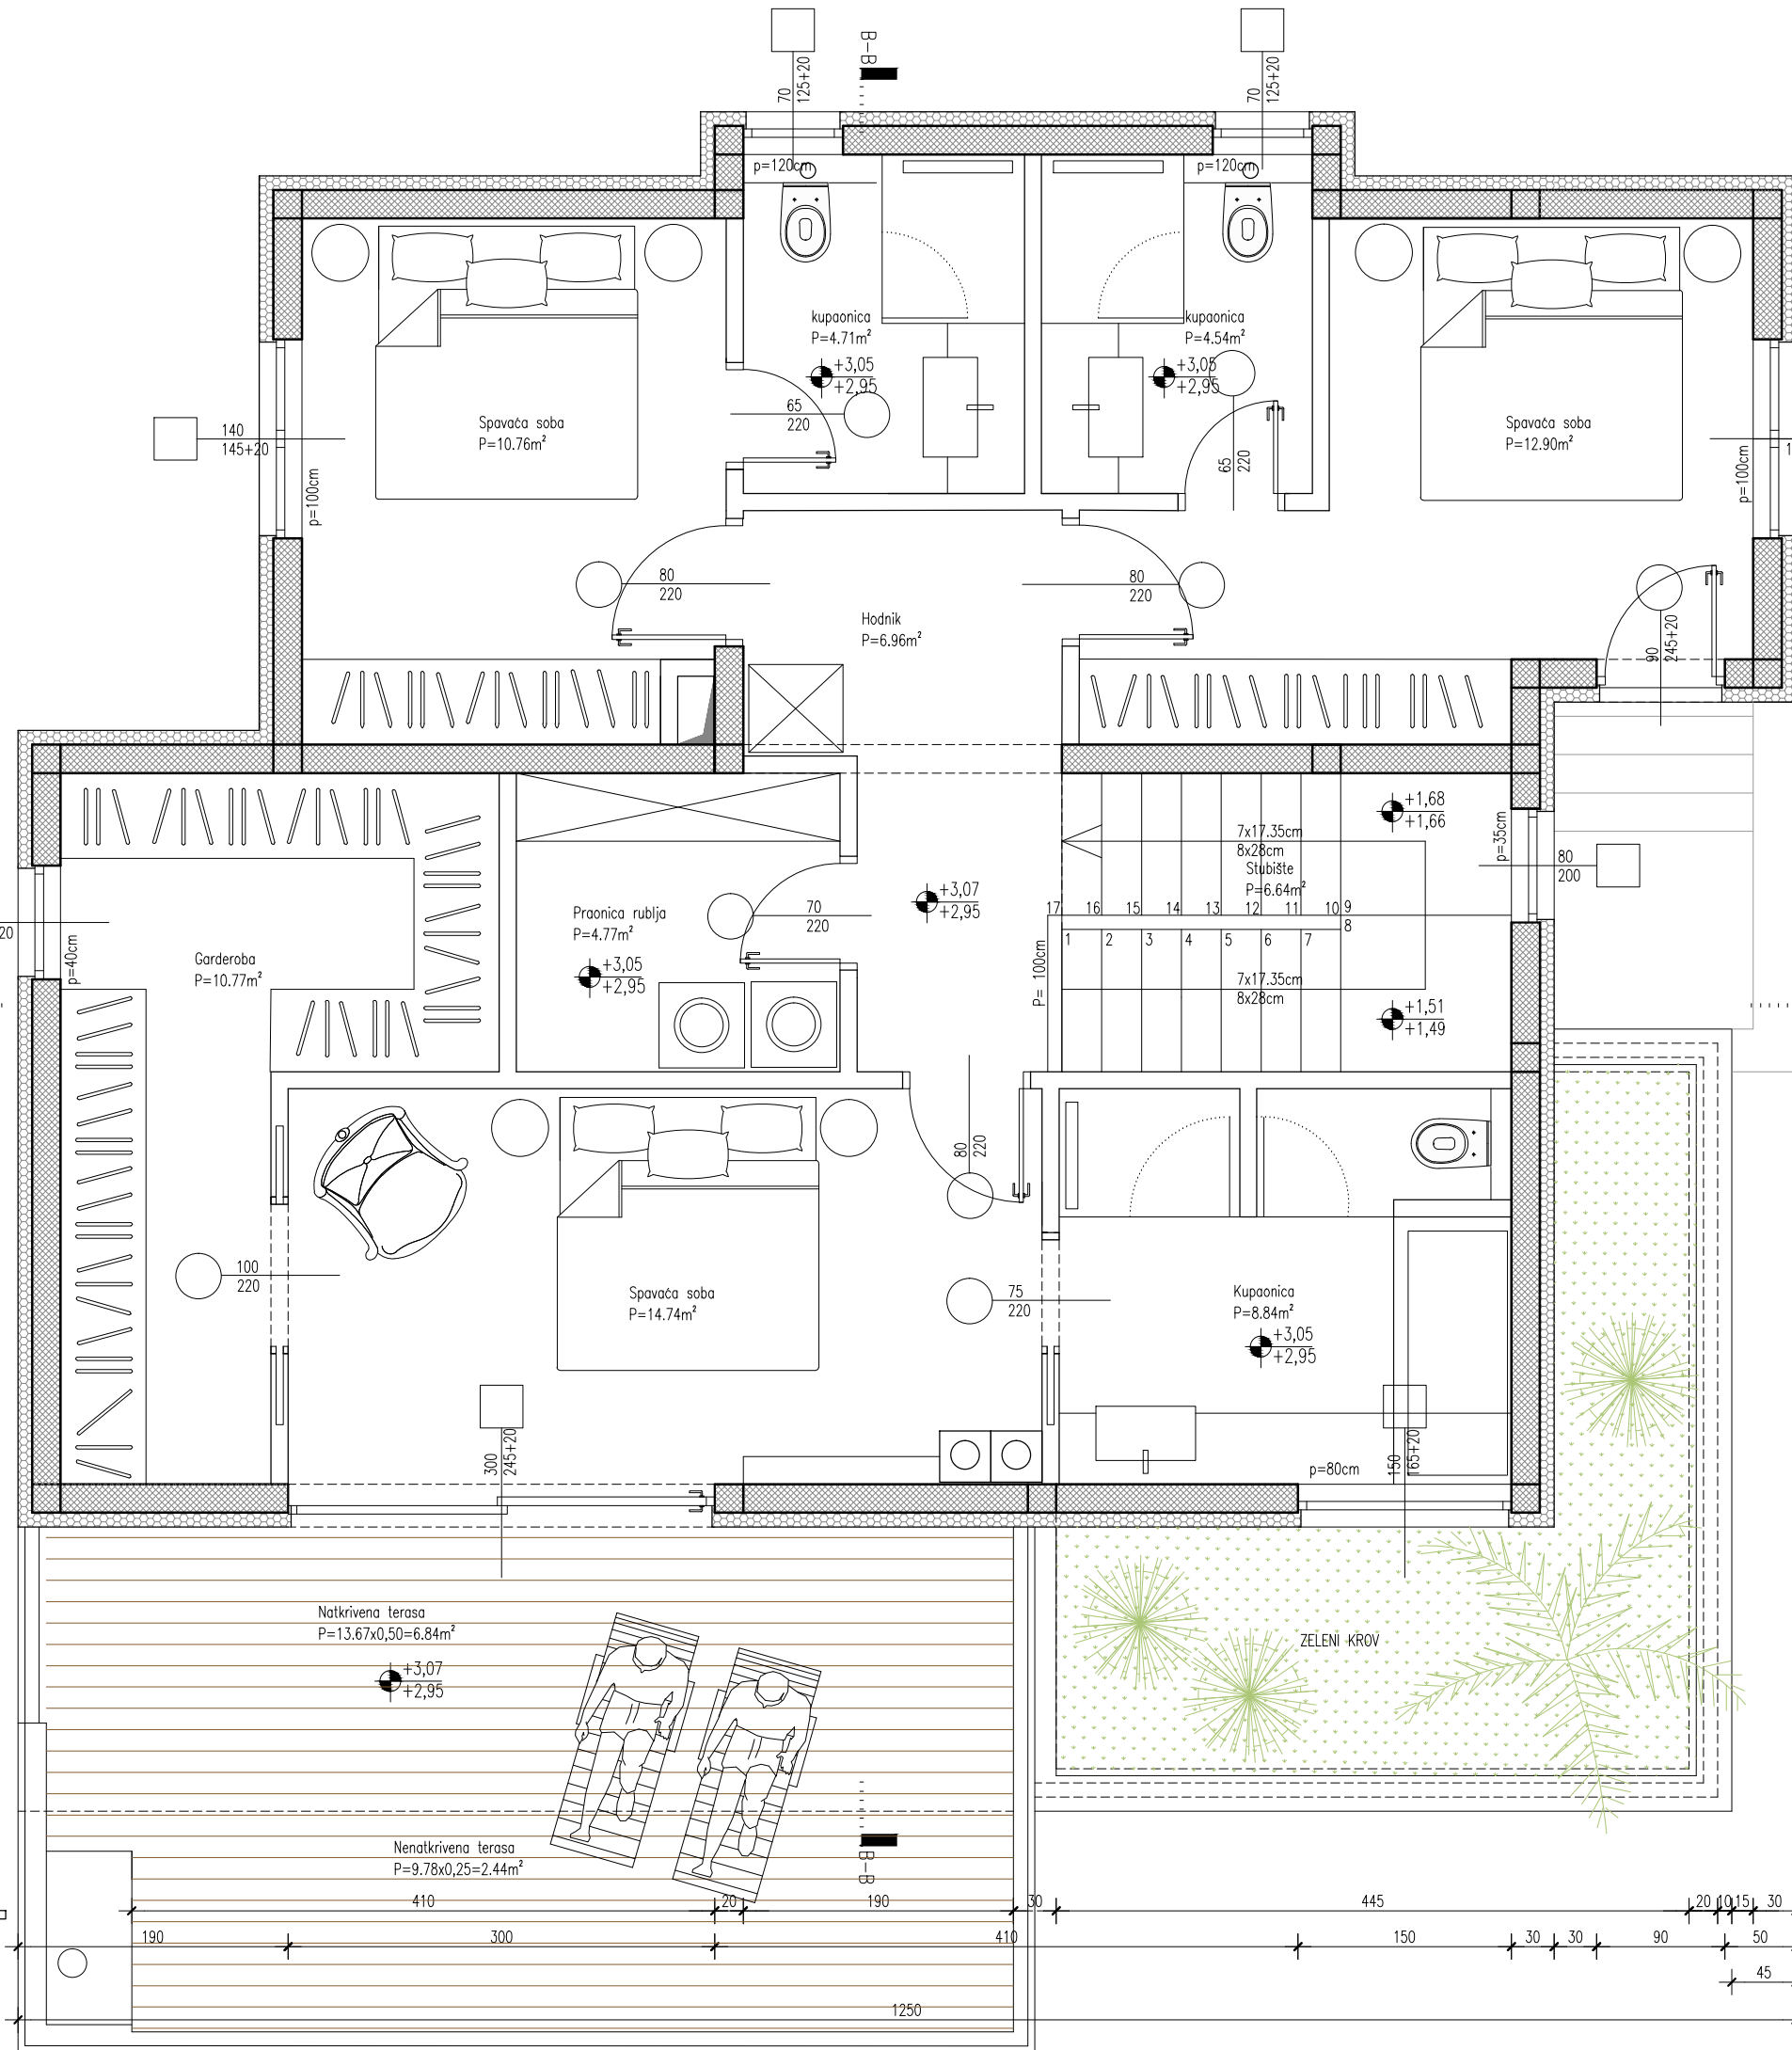 B-B
70
125+20
70
125+20
p=120cm
p=120cm
kupaonica
P=4.71m²
+3,05
+2,95
kupaonica
P=4.54m²
+3,05
+2,95
65
220
65
220
Spavaća soba
P=10.76m²
Spavaća soba
P=12.90m²
140
145+20
p=100cm
p=100cm
1
80
220
80
220
Hodnik
P=6.96m²
90
245+20
+1,68
+1,66
7x17.35cm
8x28cm
Stubište
P=6.64m²
p=35cm
80
200
+3,07
+2,95
17 16 15 14 13 12 11 10 9
8
1 2 3 4 5 6 7
P= 100cm
7x17.35cm
8x28cm
+1,51
+1,49
Praonica rublja
P=4.77m²
+3,05
+2,95
70
220
20
p=40cm
Garderoba
P=10.77m²
80
220
100
220
75
220
Spavaća soba
P=14.74m²
Kupaonica
P=8.84m²
+3,05
+2,95
300
245+20
p=80cm
150
165+20
Natkrivena terasa
P=13.67x0,50=6.84m²
+3,07
+2,95
ZELENI KROV
Nenatkrivena terasa
P=9.78x0,25=2.44m²
B-B
410 20 190 30 445 20 10 15 30
190 300 410 150 30 30 90 50
45
1250